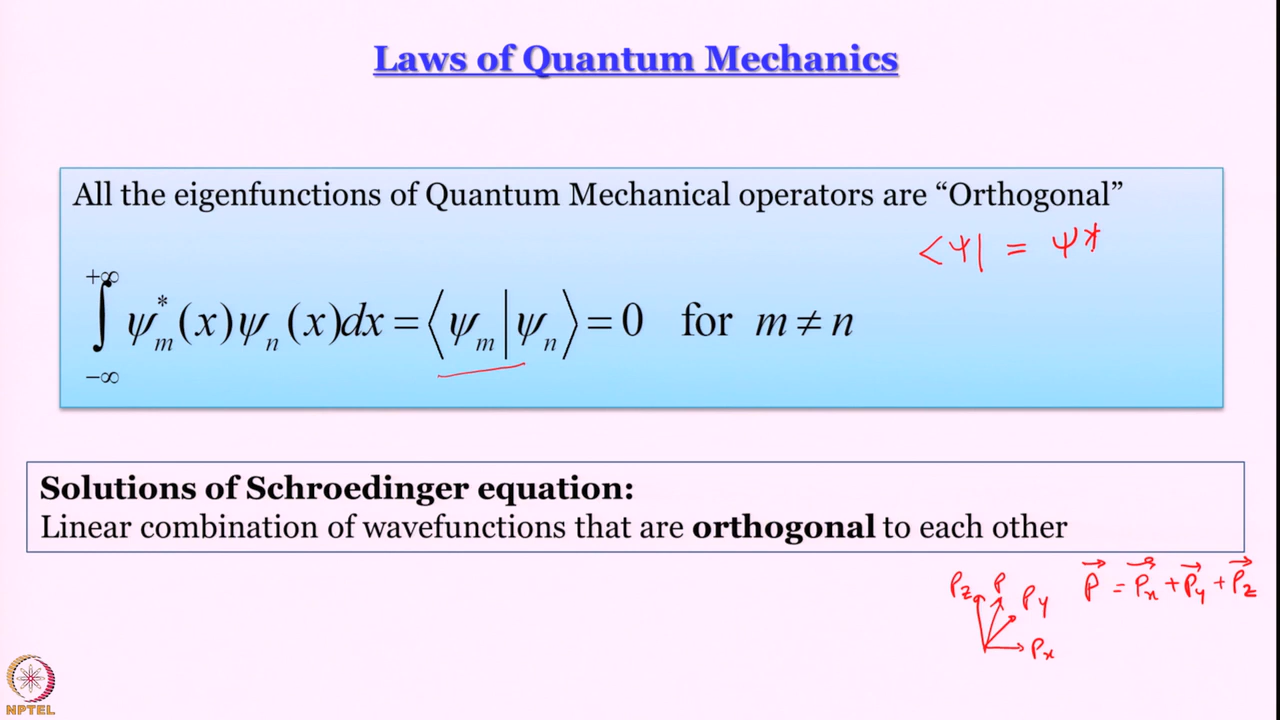 Laws of Quantum Mechanics
All the eigenfunctions of Quantum Mechanical operators are “Orthogonal”
<ψ| = ψ*
∫₋∞⁺∞ ψₘ*(x)ψₙ(x)dx = ⟨ψₘ|ψₙ⟩ = 0 for m ≠ n
Solutions of Schroedinger equation:
Linear combination of wavefunctions that are orthogonal to each other
Pz P Py Px
P⃗ = P⃗x + P⃗y + P⃗z
NPTEL